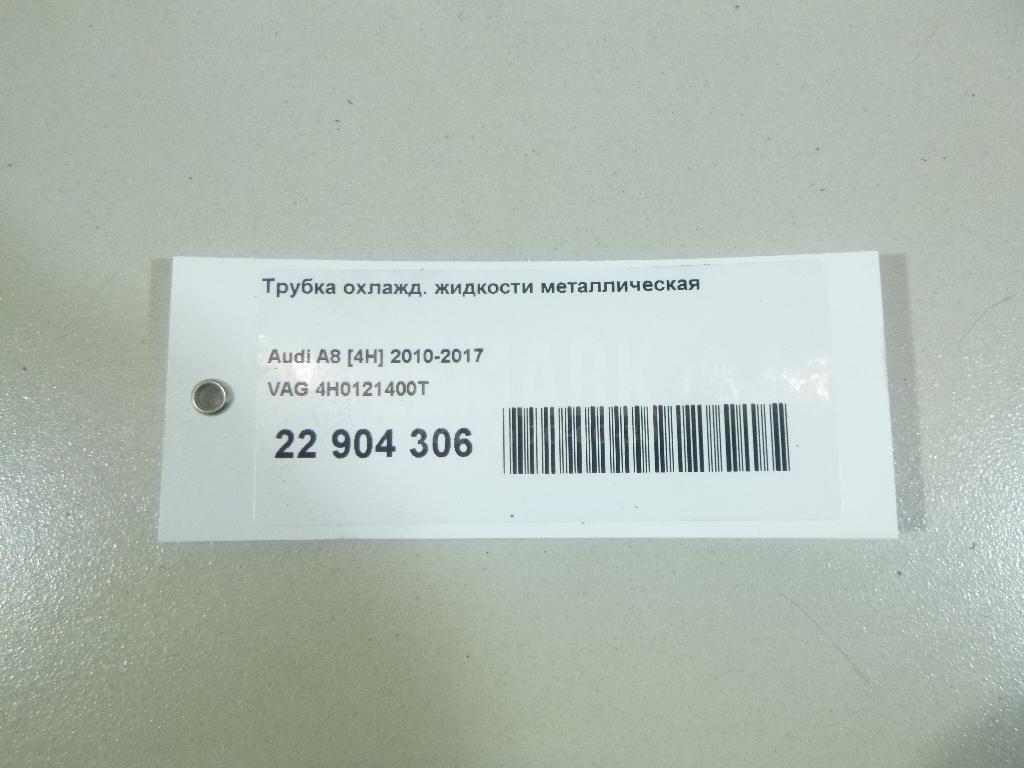 Трубка охлажд. жидкости металлическая
Audi A8 [4H] 2010-2017
VAG 4H0121400T
22 904 306